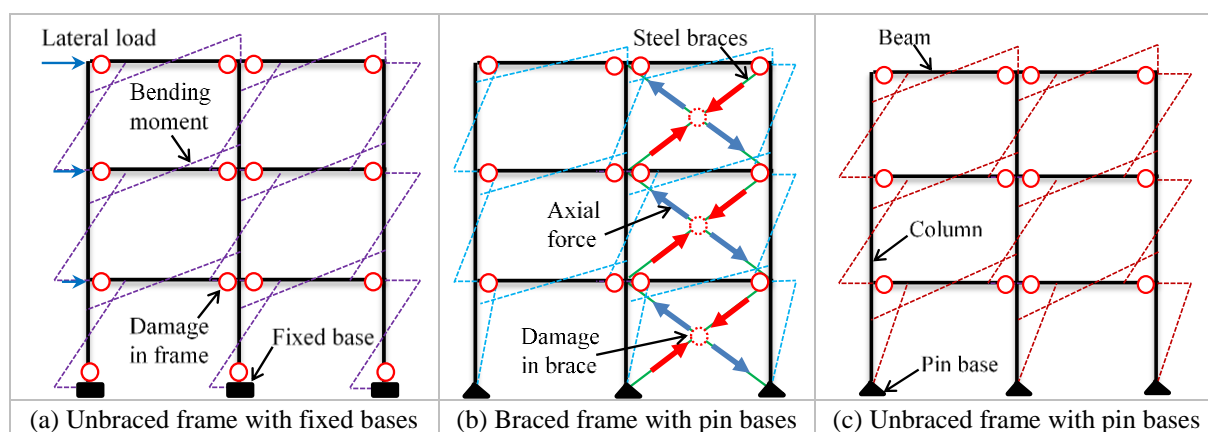 Lateral load
Bending
moment
Damage
in frame
Fixed base
(a) Unbraced frame with fixed bases
Steel braces
Axial
force
Damage
in brace
(b) Braced frame with pin bases
Beam
Column
Pin base
(c) Unbraced frame with pin bases